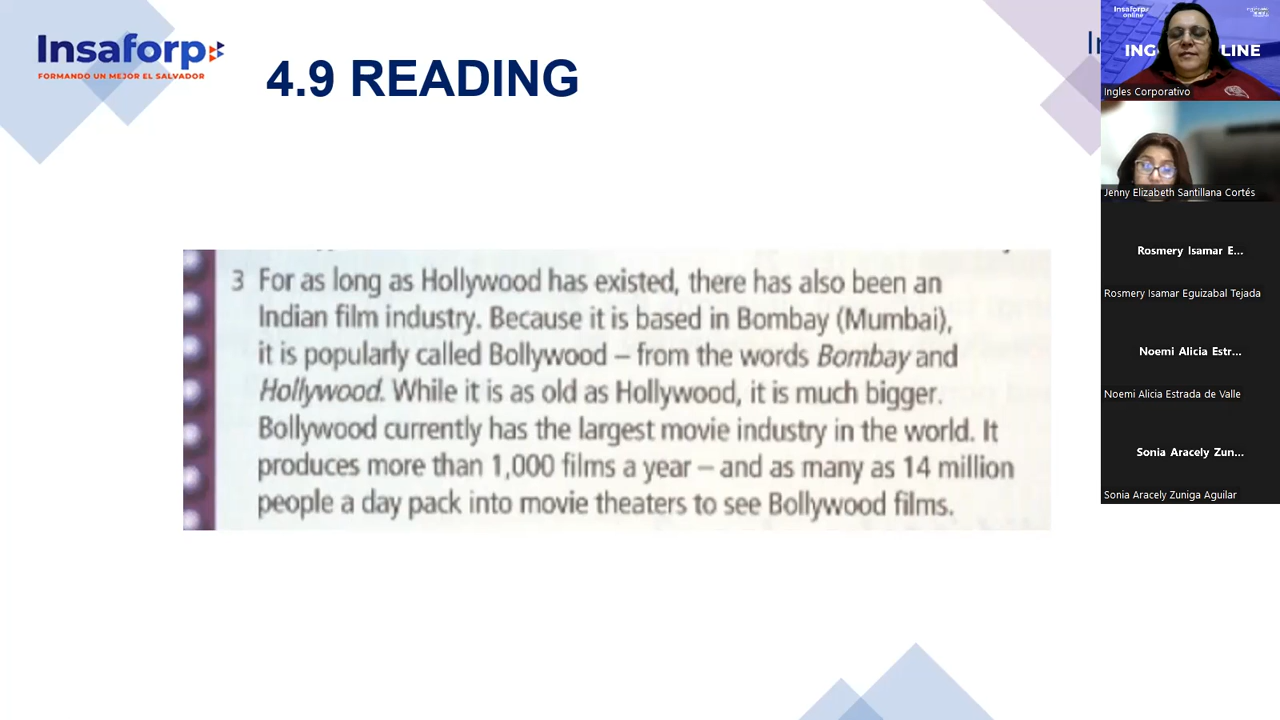 Insaforp
FORMANDO UN MEJOR EL SALVADOR
4.9 READING
3 For as long as Hollywood has existed, there has also been an
Indian film industry. Because it is based in Bombay (Mumbai),
it is popularly called Bollywood – from the words Bombay and
Hollywood. While it is as old as Hollywood, it is much bigger.
Bollywood currently has the largest movie industry in the world. It
produces more than 1,000 films a year – and as many as 14 million
people a day pack into movie theaters to see Bollywood films.
Insaforp
online
ING LINE
Ingles Corporativo
Jenny Elizabeth Santillana Cortés
Rosmery Isamar E...
Rosmery Isamar Eguizabal Tejada
Noemi Alicia Estr...
Noemi Alicia Estrada de Valle
Sonia Aracely Zun...
Sonia Aracely Zuniga Aguilar